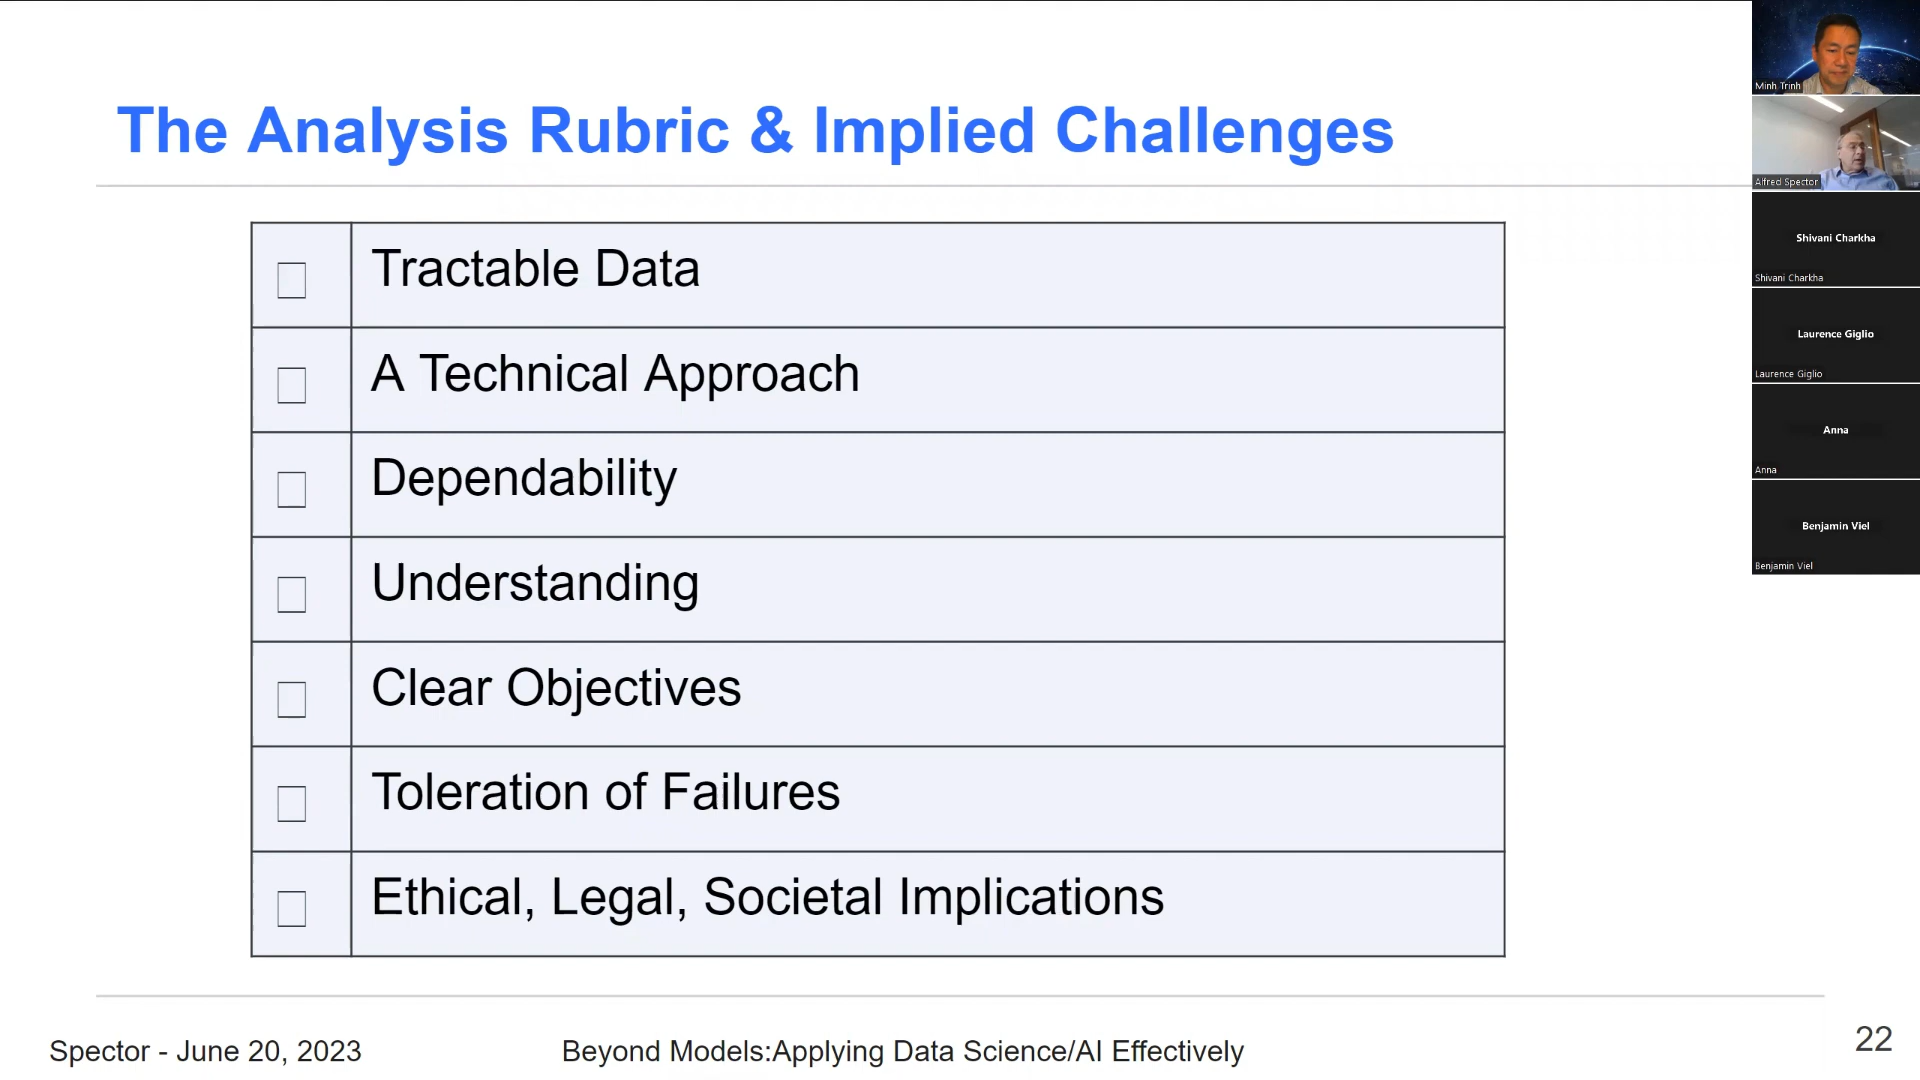 The Analysis Rubric & Implied Challenges
Tractable Data
A Technical Approach
Dependability
Understanding
Clear Objectives
Toleration of Failures
Ethical, Legal, Societal Implications
Spector - June 20, 2023
Beyond Models:Applying Data Science/AI Effectively
22
Minh Trinh
Alfred Spector
Shivani Charkha
Shivani Charkha
Laurence Giglio
Laurence Giglio
Anna
Anna
Benjamin Viel
Benjamin Viel